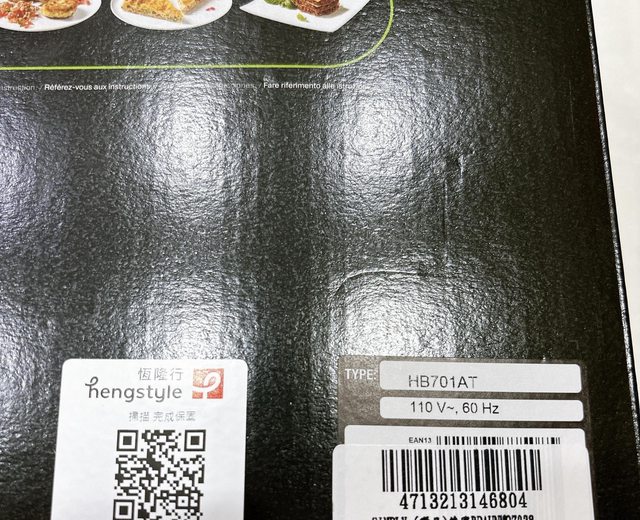 Référez-vous aux instructions / Fare riferimento alle
恆隆行
hengstyle
掃描 完成保固
TYPE: HB701AT
110 V~, 60 Hz
EAN13
4713213146804